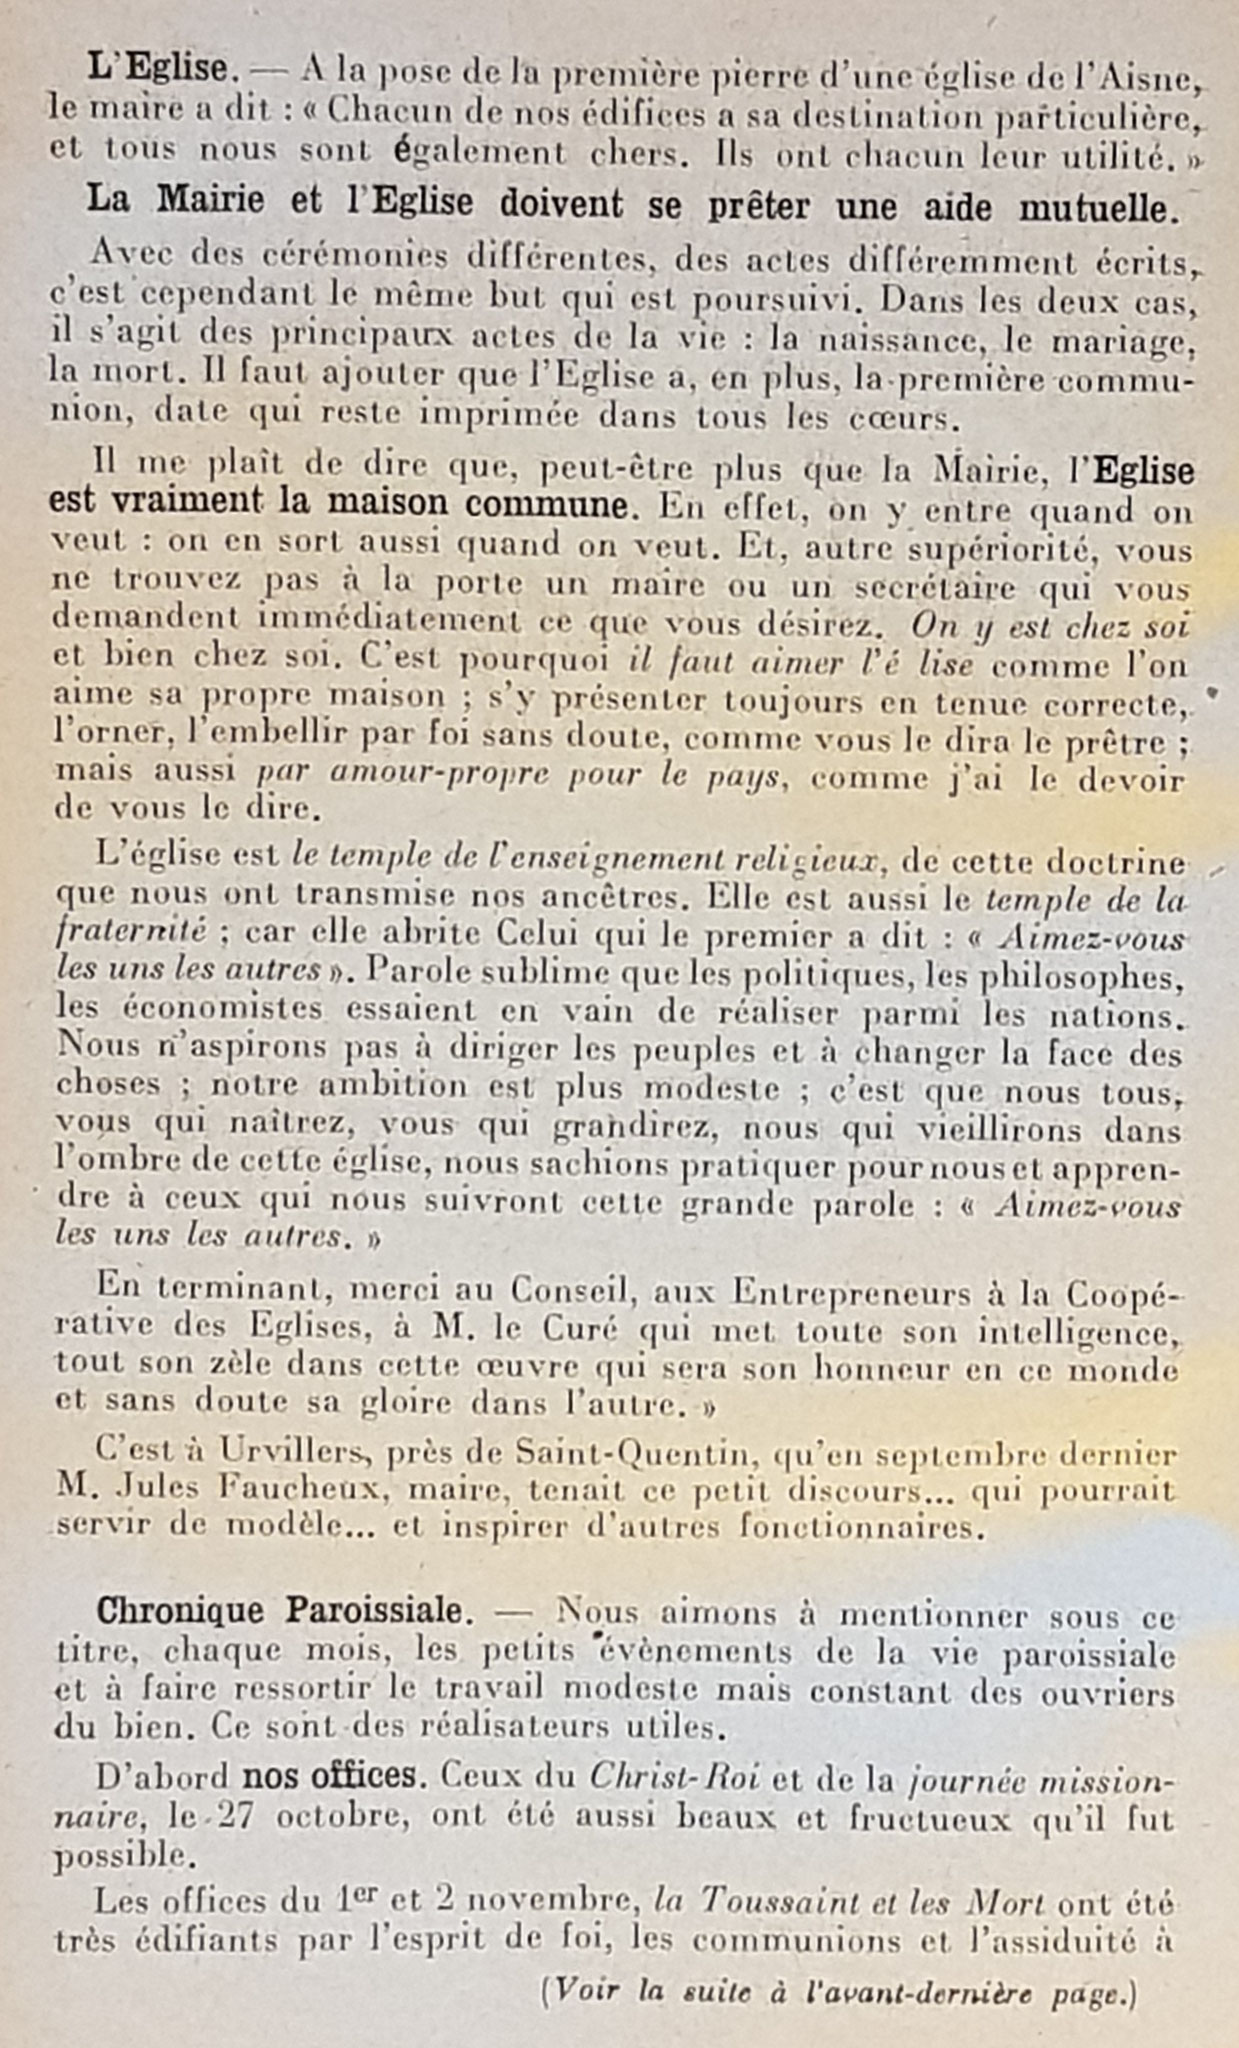 L'Eglise. — A la pose de la première pierre d'une église de l'Aisne,
le maire a dit : « Chacun de nos édifices a sa destination particulière,
et tous nous sont également chers. Ils ont chacun leur utilité. »
La Mairie et l'Eglise doivent se prêter une aide mutuelle.
Avec des cérémonies différentes, des actes différemment écrits,
c'est cependant le même but qui est poursuivi. Dans les deux cas,
il s'agit des principaux actes de la vie : la naissance, le mariage,
la mort. Il faut ajouter que l'Eglise a, en plus, la première commu-
nion, date qui reste imprimée dans tous les cœurs.
Il me plaît de dire que, peut-être plus que la Mairie, l'Eglise
est vraiment la maison commune. En effet, on y entre quand on
veut : on en sort aussi quand on veut. Et, autre supériorité, vous
ne trouvez pas à la porte un maire ou un secrétaire qui vous
demandent immédiatement ce que vous désirez. On y est chez soi
et bien chez soi. C'est pourquoi il faut aimer l'é lise comme l'on
aime sa propre maison ; s'y présenter toujours en tenue correcte,
l'orner, l'embellir par foi sans doute, comme vous le dira le prêtre ;
mais aussi par amour-propre pour le pays, comme j'ai le devoir
de vous le dire.
L'église est le temple de l'enseignement religieux, de cette doctrine
que nous ont transmise nos ancêtres. Elle est aussi le temple de la
fraternité ; car elle abrite Celui qui le premier a dit : « Aimez-vous
les uns les autres ». Parole sublime que les politiques, les philosophes,
les économistes essaient en vain de réaliser parmi les nations.
Nous n'aspirons pas à diriger les peuples et à changer la face des
choses ; notre ambition est plus modeste ; c'est que nous tous,
vous qui naîtrez, vous qui grandirez, nous qui vieillirons dans
l'ombre de cette église, nous sachions pratiquer pour nous et appren-
dre à ceux qui nous suivront cette grande parole : « Aimez-vous
les uns les autres. »
En terminant, merci au Conseil, aux Entrepreneurs à la Coopé-
rative des Eglises, à M. le Curé qui met toute son intelligence,
tout son zèle dans cette œuvre qui sera son honneur en ce monde
et sans doute sa gloire dans l'autre. »
C'est à Urvillers, près de Saint-Quentin, qu'en septembre dernier
M. Jules Faucheux, maire, tenait ce petit discours... qui pourrait
servir de modèle... et inspirer d'autres fonctionnaires.
Chronique Paroissiale. — Nous aimons à mentionner sous ce
titre, chaque mois, les petits évènements de la vie paroissiale
et à faire ressortir le travail modeste mais constant des ouvriers
du bien. Ce sont des réalisateurs utiles.
D'abord nos offices. Ceux du Christ-Roi et de la journée mission-
naire, le 27 octobre, ont été aussi beaux et fructueux qu'il fut
possible.
Les offices du 1er et 2 novembre, la Toussaint et les Mort ont été
très édifiants par l'esprit de foi, les communions et l'assiduité à
(Voir la suite à l'avant-dernière page.)